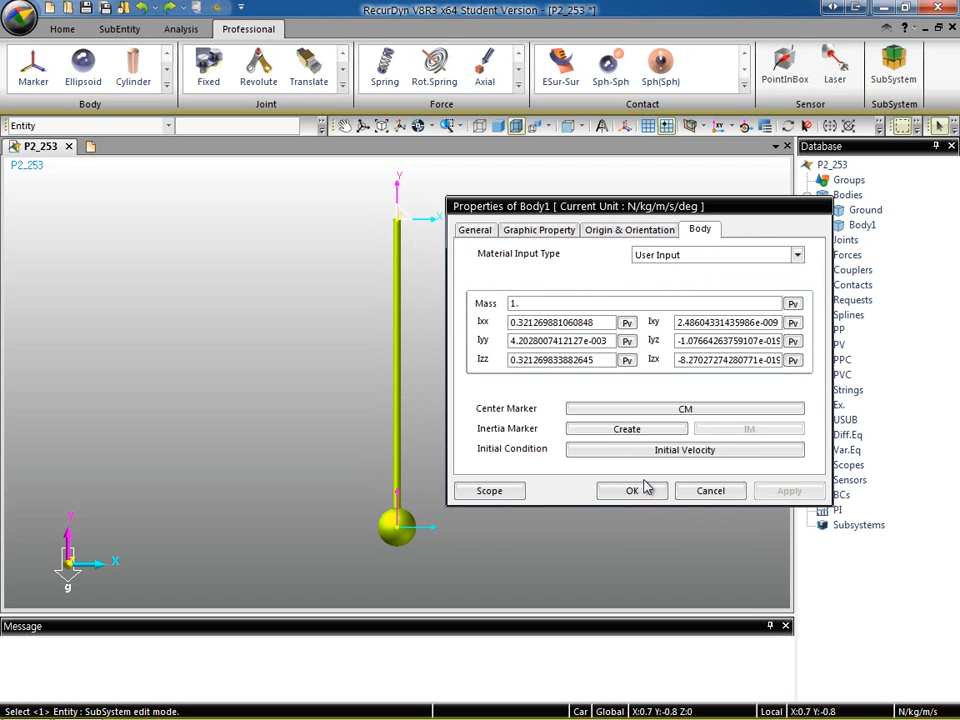 RecurDyn V8R3 x64 Student Version - [P2_253 *]
Home SubEntity Analysis Professional
Marker Ellipsoid Cylinder Fixed Revolute Translate Spring Rot.Spring Axial ESur-Sur Sph-Sph Sph(Sph) PointInBox Laser SubSystem
Body Joint Force Contact Sensor SubSystem
Entity
P2_253
Database
P2_253
P2_253
Groups
Bodies
Ground
Body1
Joints
Forces
Couplers
Contacts
Requests
Splines
PP
PV
PPC
PVC
Strings
Ex.
USUB
Diff.Eq
Var.Eq
Scopes
Sensors
BCs
PI
Subsystems
Y
X
Properties of Body1 [ Current Unit : N/kg/m/s/deg ]
General Graphic Property Origin & Orientation Body
Material Input Type User Input
Mass 1. Pv
Ixx 0.321269881060848 Pv Ixy 2.48604331435986e-009 Pv
Iyy 4.2028007412127e-003 Pv Iyz -1.07664263759107e-019 Pv
Izz 0.321269833882645 Pv Izx -8.27027274280771e-019 Pv
Center Marker CM
Inertia Marker Create IM
Initial Condition Initial Velocity
Scope OK Cancel Apply
Y
X
g
Message
Select <1> Entity : SubSystem edit mode. Car Global X:0.7 Y:-0.8 Z:0 Local X:0.7 Y:-0.8 N/kg/m/s